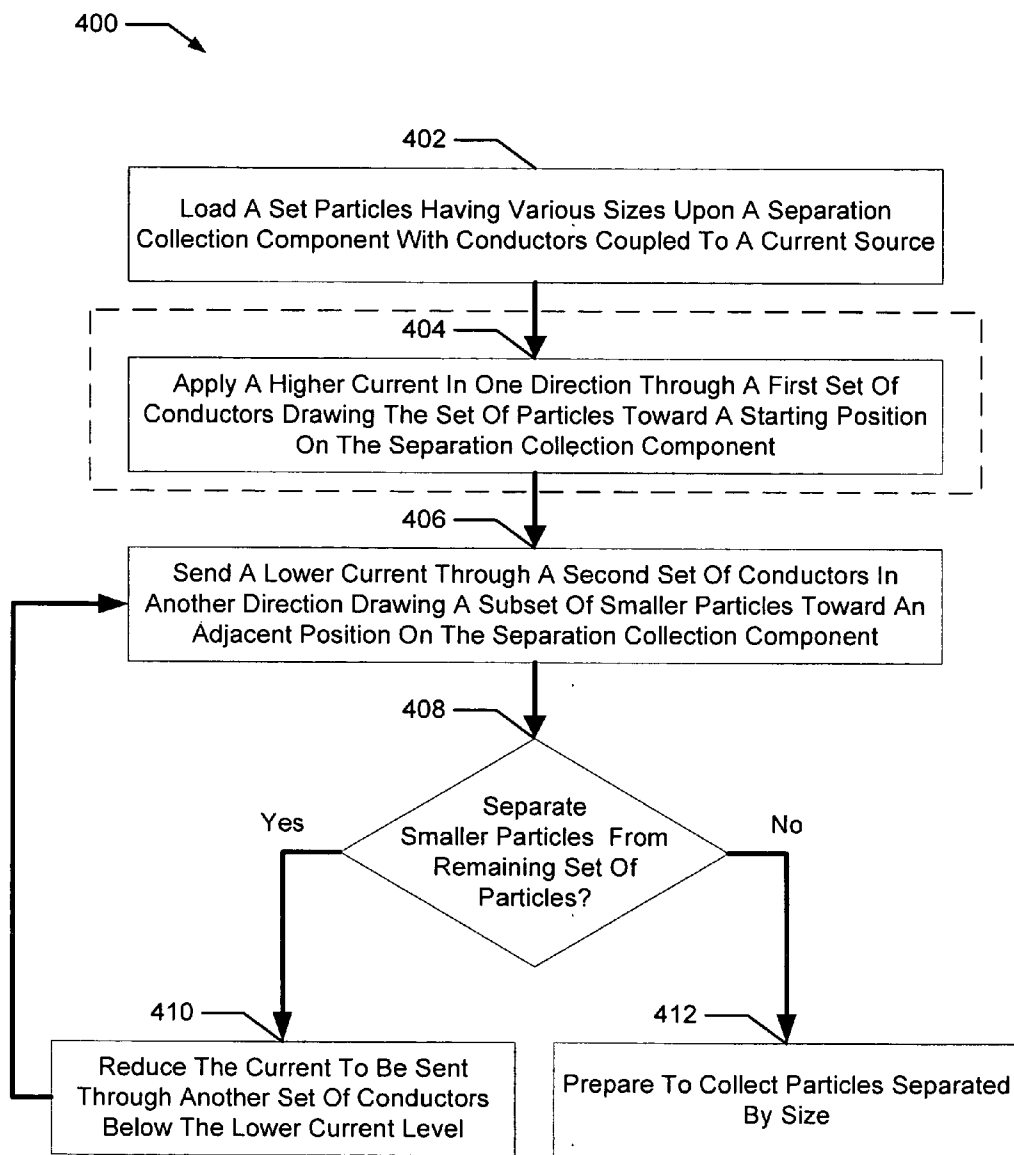 400
402
Load A Set Particles Having Various Sizes Upon A Separation
Collection Component With Conductors Coupled To A Current Source
404
Apply A Higher Current In One Direction Through A First Set Of
Conductors Drawing The Set Of Particles Toward A Starting Position
On The Separation Collection Component
406
Send A Lower Current Through A Second Set Of Conductors In
Another Direction Drawing A Subset Of Smaller Particles Toward An
Adjacent Position On The Separation Collection Component
408
Separate
Smaller Particles From
Remaining Set Of
Particles?
Yes
No
410
Reduce The Current To Be Sent
Through Another Set Of Conductors
Below The Lower Current Level
412
Prepare To Collect Particles Separated
By Size